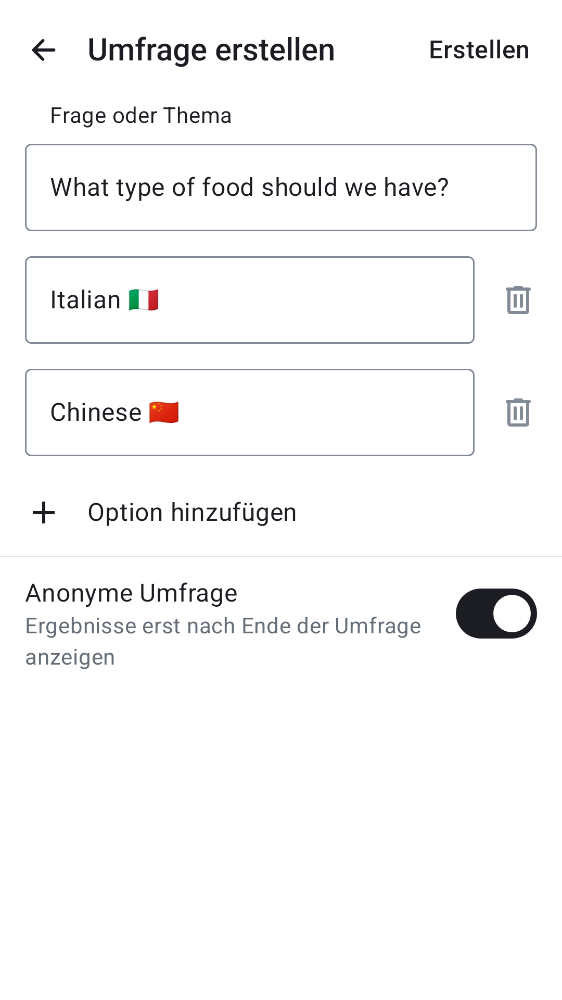 Umfrage erstellen
Erstellen
Frage oder Thema
What type of food should we have?
Italian 🇮🇹
Chinese 🇨🇳
Option hinzufügen
Anonyme Umfrage
Ergebnisse erst nach Ende der Umfrage
anzeigen